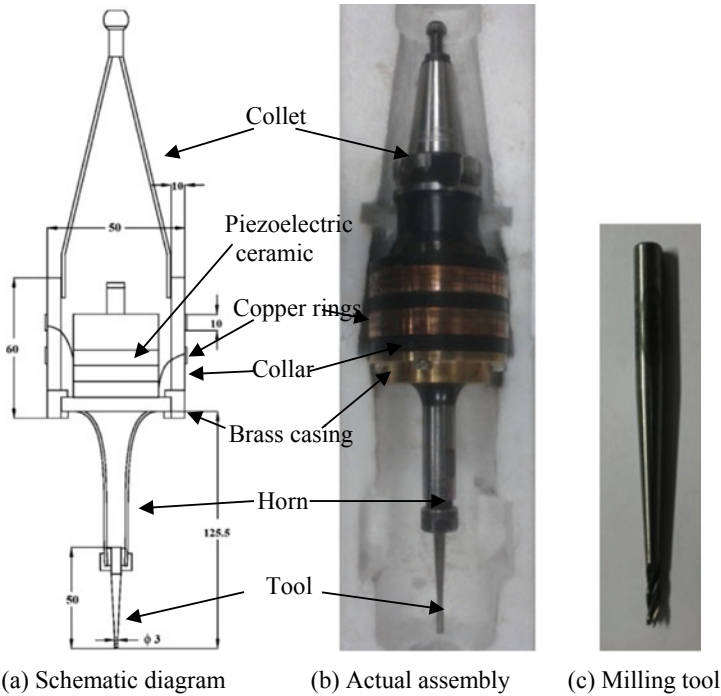 Collet
10
50
Piezoelectric
ceramic
Copper rings
10
60
Collar
Brass casing
Horn
125.5
50
Tool
ϕ 3
(a) Schematic diagram
(b) Actual assembly
(c) Milling tool